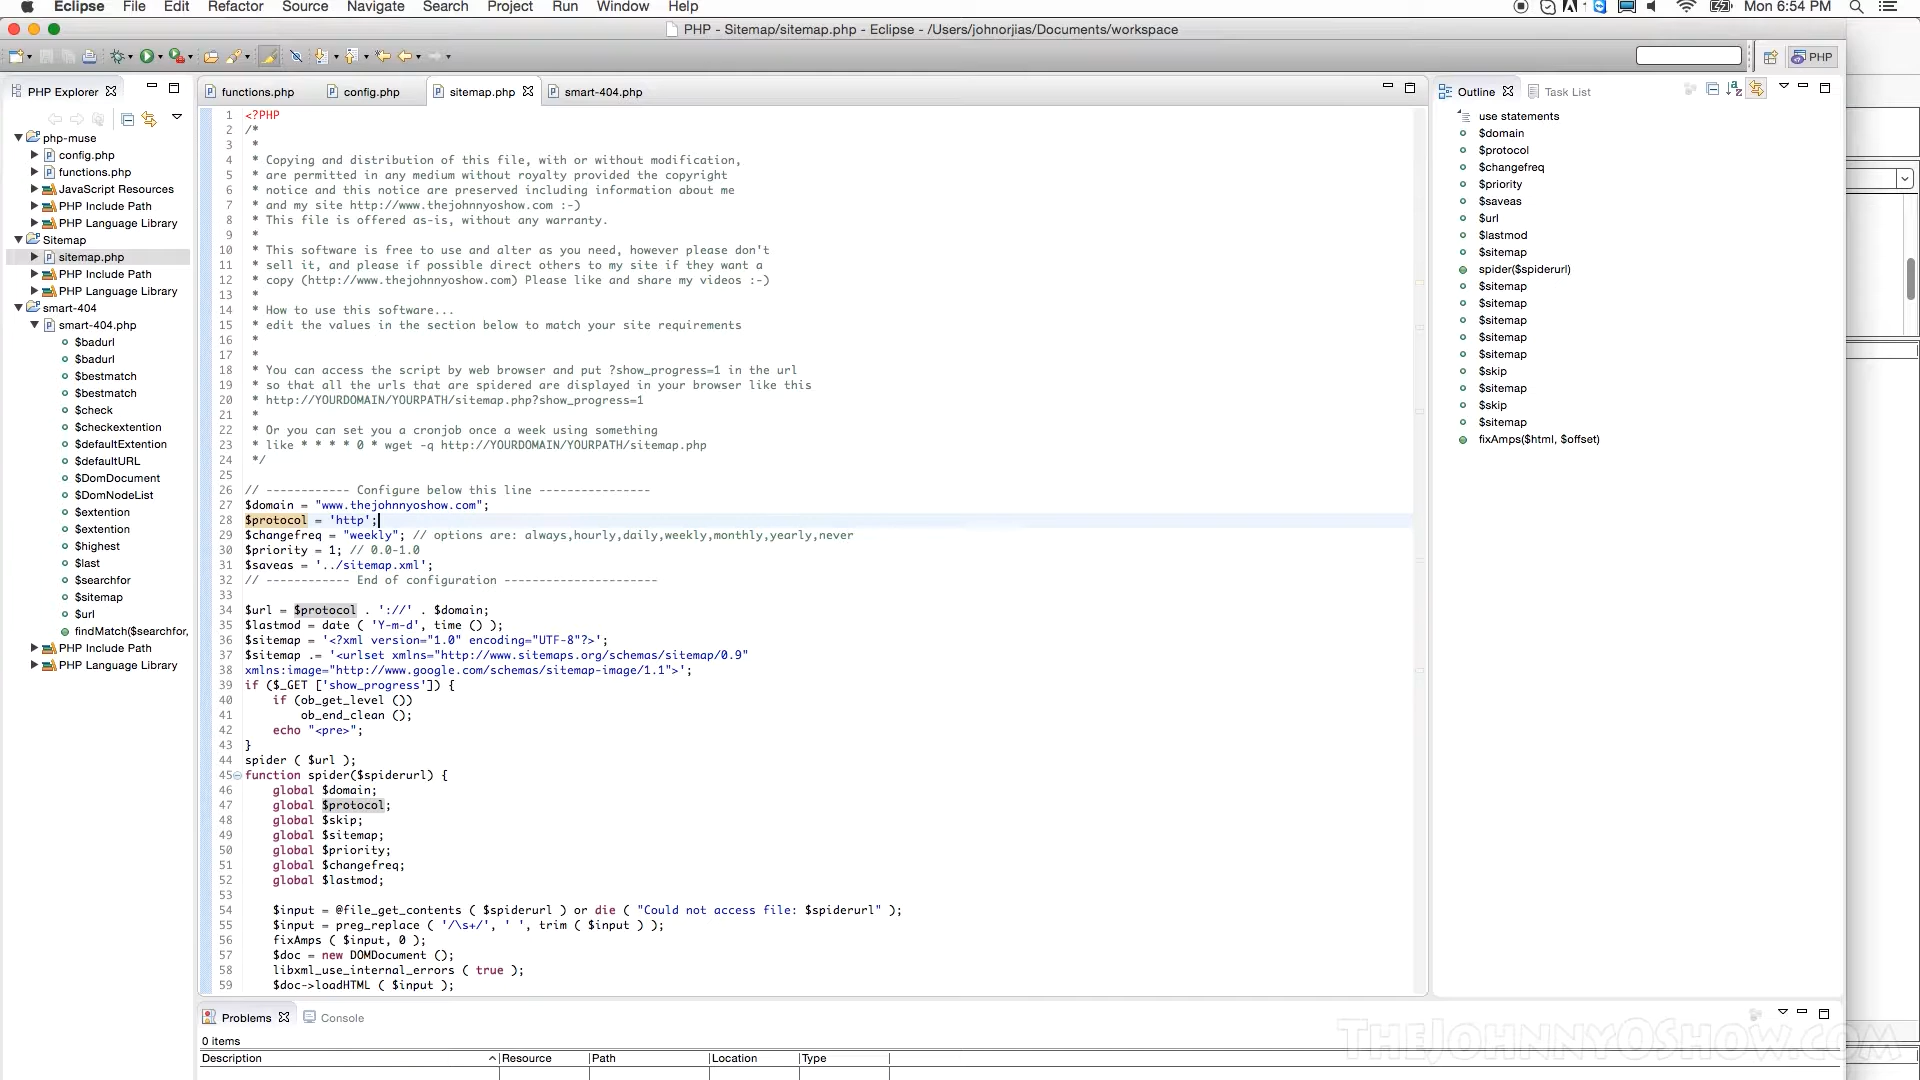 Eclipse File Edit Refactor Source Navigate Search Project Run Window Help Mon 6:54 PM
PHP - Sitemap/sitemap.php - Eclipse - /Users/johnorjias/Documents/workspace
PHP
PHP Explorer
php-muse
config.php
functions.php
JavaScript Resources
PHP Include Path
PHP Language Library
Sitemap
sitemap.php
PHP Include Path
PHP Language Library
smart-404
smart-404.php
$badurl
$badurl
$bestmatch
$bestmatch
$check
$checkextention
$defaultExtention
$defaultURL
$DomDocument
$DomNodeList
$extention
$extention
$highest
$last
$searchfor
$sitemap
$url
findMatch($searchfor,
PHP Include Path
PHP Language Library
functions.php config.php sitemap.php smart-404.php
1 <?PHP
2 /*
3 *
4 * Copying and distribution of this file, with or without modification,
5 * are permitted in any medium without royalty provided the copyright
6 * notice and this notice are preserved including information about me
7 * and my site http://www.thejohnnyoshow.com :-)
8 * This file is offered as-is, without any warranty.
9 *
10 * This software is free to use and alter as you need, however please don't
11 * sell it, and please if possible direct others to my site if they want a
12 * copy (http://www.thejohnnyoshow.com) Please like and share my videos :-)
13 *
14 * How to use this software...
15 * edit the values in the section below to match your site requirements
16 *
17 *
18 * You can access the script by web browser and put ?show_progress=1 in the url
19 * so that all the urls that are spidered are displayed in your browser like this
20 * http://YOURDOMAIN/YOURPATH/sitemap.php?show_progress=1
21 *
22 * Or you can set you a cronjob once a week using something
23 * like * * * * 0 * wget -q http://YOURDOMAIN/YOURPATH/sitemap.php
24 */
25
26 // ------------ Configure below this line ----------------
27 $domain = "www.thejohnnyoshow.com";
28 $protocol = 'http';
29 $changefreq = "weekly"; // options are: always,hourly,daily,weekly,monthly,yearly,never
30 $priority = 1; // 0.0-1.0
31 $saveas = '../sitemap.xml';
32 // ------------ End of configuration ----------------------
33
34 $url = $protocol . '://' . $domain;
35 $lastmod = date ( 'Y-m-d', time () );
36 $sitemap = '<?xml version="1.0" encoding="UTF-8"?>';
37 $sitemap .= '<urlset xmlns="http://www.sitemaps.org/schemas/sitemap/0.9"
38 xmlns:image="http://www.google.com/schemas/sitemap-image/1.1">';
39 if ($_GET ['show_progress']) {
40 if (ob_get_level ())
41 ob_end_clean ();
42 echo "<pre>";
43 }
44 spider ( $url );
45 function spider($spiderurl) {
46 global $domain;
47 global $protocol;
48 global $skip;
49 global $sitemap;
50 global $priority;
51 global $changefreq;
52 global $lastmod;
53
54 $input = @file_get_contents ( $spiderurl ) or die ( "Could not access file: $spiderurl" );
55 $input = preg_replace ( '/\s+/', ' ', trim ( $input ) );
56 fixAmps ( $input, 0 );
57 $doc = new DOMDocument ();
58 libxml_use_internal_errors ( true );
59 $doc->loadHTML ( $input );
Outline Task List
use statements
$domain
$protocol
$changefreq
$priority
$saveas
$url
$lastmod
$sitemap
spider($spiderurl)
$sitemap
$sitemap
$sitemap
$sitemap
$sitemap
$skip
$sitemap
$skip
$sitemap
fixAmps($html, $offset)
Problems Console
0 items
Description Resource Path Location Type
TheJohnnyOShow.com